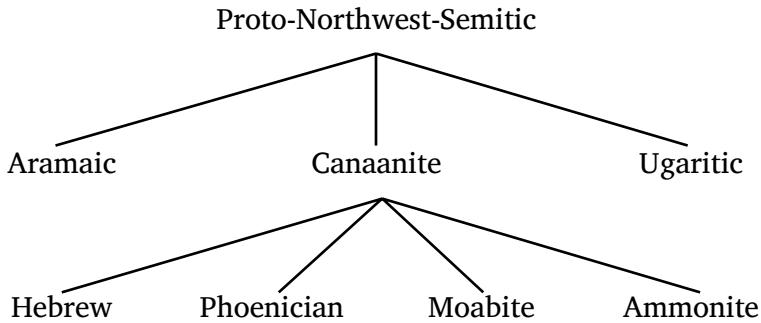 Proto-Northwest-Semitic
Aramaic Canaanite Ugaritic
Hebrew Phoenician Moabite Ammonite